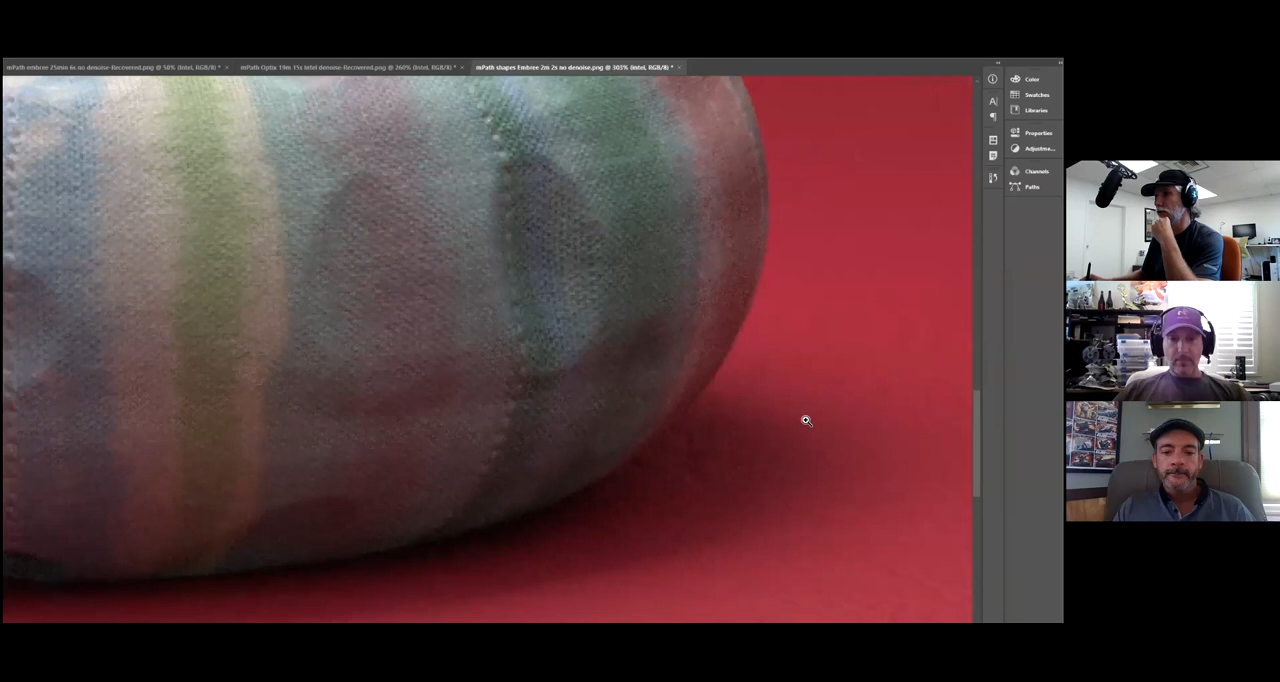 mPath embree 25min 6s no denoise-Recovered.png @ 50% (Intel, RGB/8) * ×
mPath Optix 19m 15s Intel denoise-Recovered.png @ 260% (Intel, RGB/8) * ×
mPath shapes Embree 2m 2s no denoise.png @ 303% (Intel, RGB/8) * ×
Color
Swatches
Libraries
Properties
Adjustme...
Channels
Paths